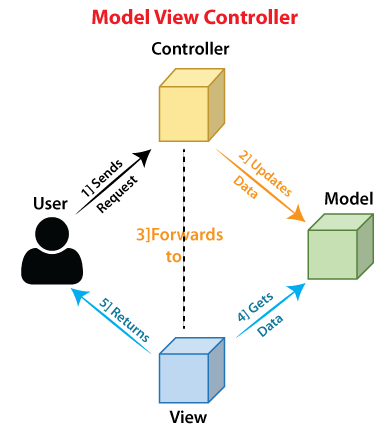 Model View Controller
Controller
1] Sends
Request
2] Updates
Data
User
Model
3]Forwards
to
5] Returns
4] Gets
Data
View